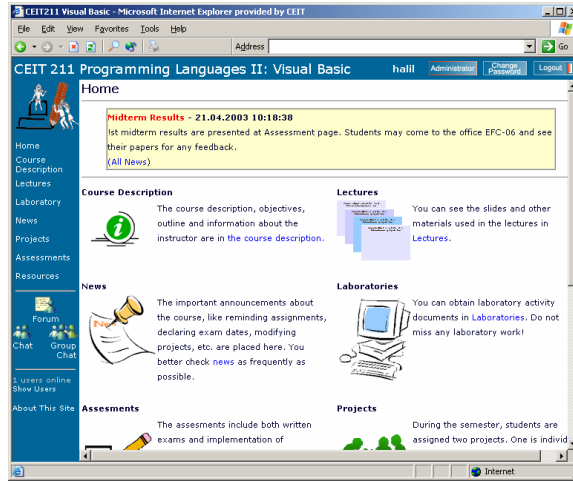 CEIT211 Visual Basic - Microsoft Internet Explorer provided by CEIT
File Edit View Favorites Tools Help
Address
Go
CEIT 211 Programming Languages II: Visual Basic halil Administrator Change Password Logout
Home
Midterm Results - 21.04.2003 10:18:38
!st midterm results are presented at Assessment page. Students may come to the office EFC-06 and see
their papers for any feedback.
(All News)
Home
Course
Description
Lectures
Laboratory
News
Projects
Assessments
Resources
Forum
Chat
Group
Chat
1 users online
Show Users
About This Site
Course Description
The course description, objectives,
outline and information about the
instructor are in the course description.
Lectures
You can see the slides and other
materials used in the lectures in
Lectures.
News
The important announcements about
the course, like reminding assignments,
declaring exam dates, modifying
projects, etc. are placed here. You
better check news as frequently as
possible.
Laboratories
You can obtain laboratory activity
documents in Laboratories. Do not
miss any laboratory work!
Assesments
The assesments include both written
exams and implementation of
Projects
During the semester, students are
assigned two projects. One is individ
Internet